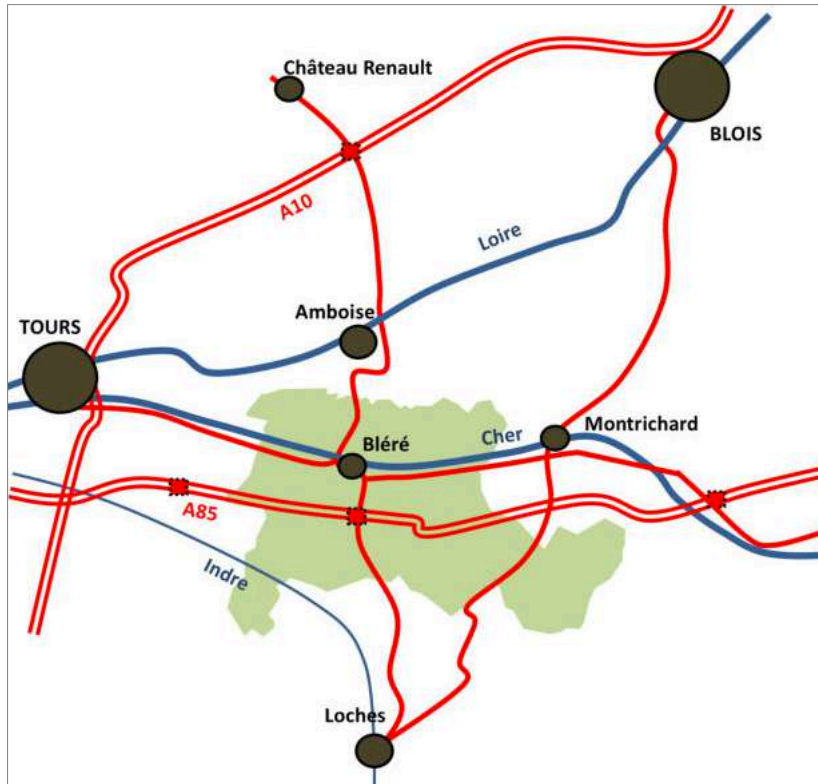 Château Renault
BLOIS
A10
Loire
Amboise
TOURS
Montrichard
Cher
Bléré
A85
Indre
Loches